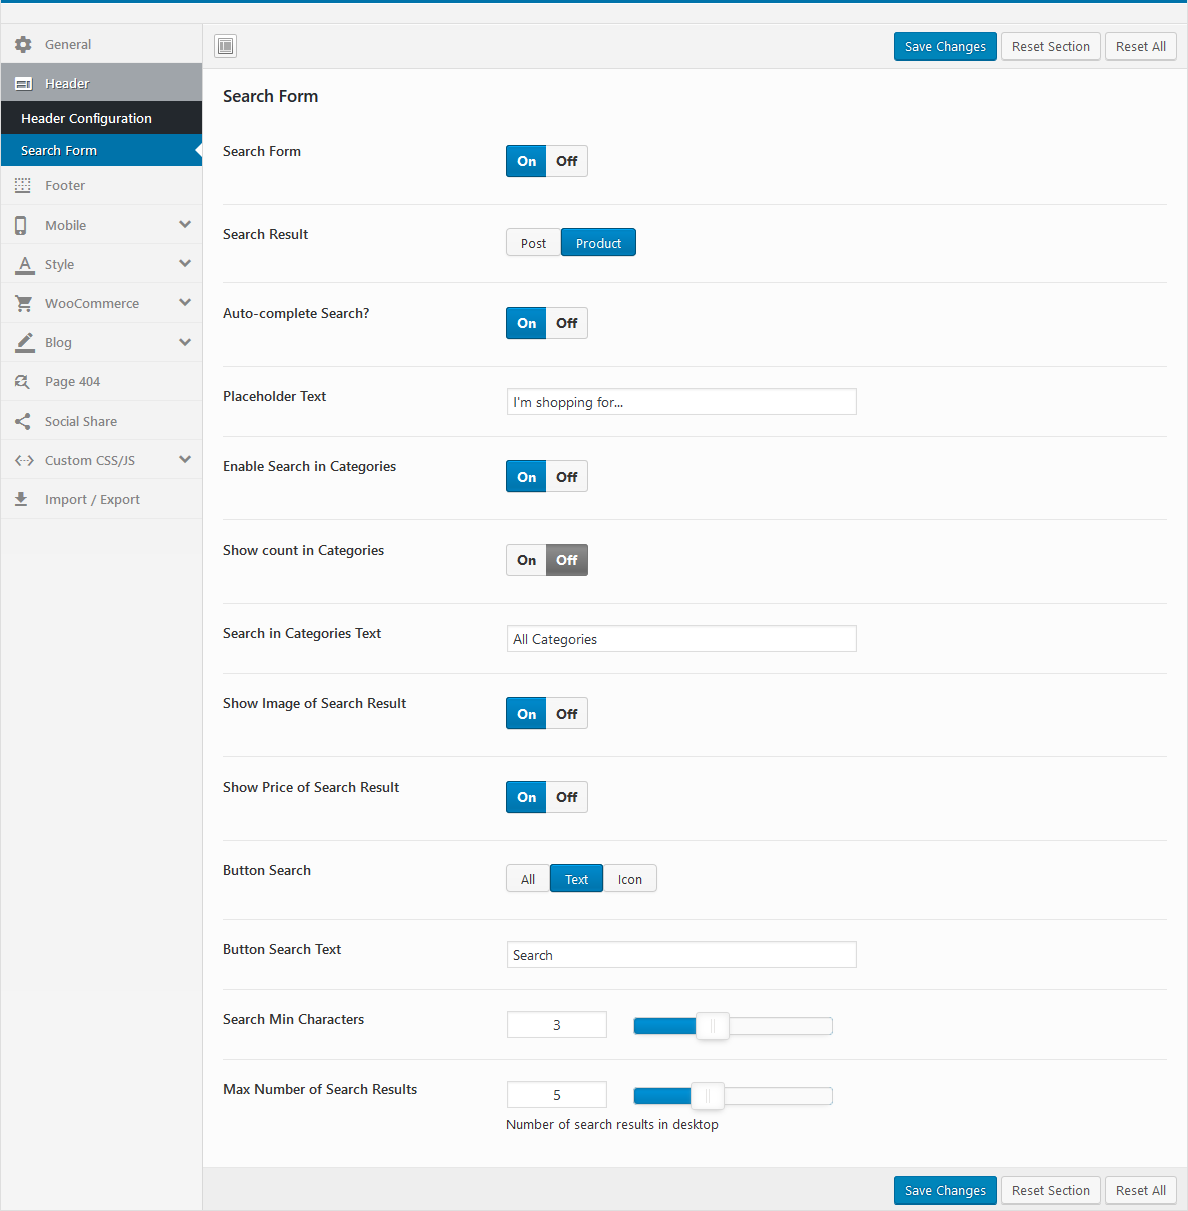 General
Header
Header Configuration
Search Form
Footer
Mobile
Style
WooCommerce
Blog
Page 404
Social Share
Custom CSS/JS
Import / Export
Save Changes Reset Section Reset All
Search Form
Search Form On Off
Search Result Post Product
Auto-complete Search? On Off
Placeholder Text I'm shopping for...
Enable Search in Categories On Off
Show count in Categories On Off
Search in Categories Text All Categories
Show Image of Search Result On Off
Show Price of Search Result On Off
Button Search All Text Icon
Button Search Text Search
Search Min Characters 3
Max Number of Search Results 5
Number of search results in desktop
Save Changes Reset Section Reset All